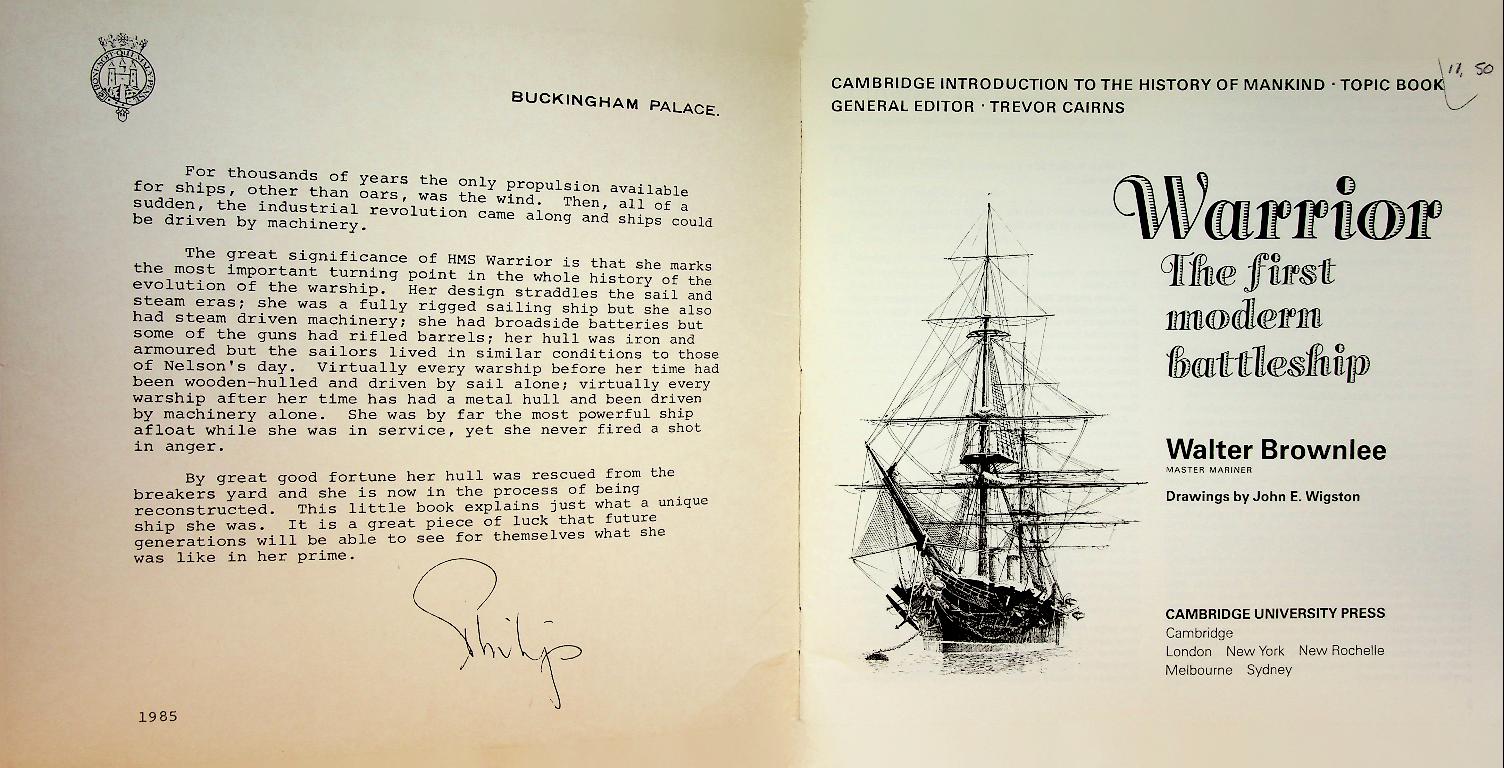 BUCKINGHAM PALACE.
For thousands of years the only propulsion available
for ships, other than oars, was the wind. Then, all of a
sudden, the industrial revolution came along and ships could
be driven by machinery.
The great significance of HMS Warrior is that she marks
the most important turning point in the whole history of the
evolution of the warship. Her design straddles the sail and
steam eras; she was a fully rigged sailing ship but she also
had steam driven machinery; she had broadside batteries but
some of the guns had rifled barrels; her hull was iron and
armoured but the sailors lived in similar conditions to those
of Nelson's day. Virtually every warship before her time had
been wooden-hulled and driven by sail alone; virtually every
warship after her time has had a metal hull and been driven
by machinery alone. She was by far the most powerful ship
afloat while she was in service, yet she never fired a shot
in anger.
By great good fortune her hull was rescued from the
breakers yard and she is now in the process of being
reconstructed. This little book explains just what a unique
ship she was. It is a great piece of luck that future
generations will be able to see for themselves what she
was like in her prime.
Philip
1985
CAMBRIDGE INTRODUCTION TO THE HISTORY OF MANKIND · TOPIC BOOK
GENERAL EDITOR · TREVOR CAIRNS
Warrior
The first
modern
battleship
Walter Brownlee
MASTER MARINER
Drawings by John E. Wigston
CAMBRIDGE UNIVERSITY PRESS
Cambridge
London New York New Rochelle
Melbourne Sydney